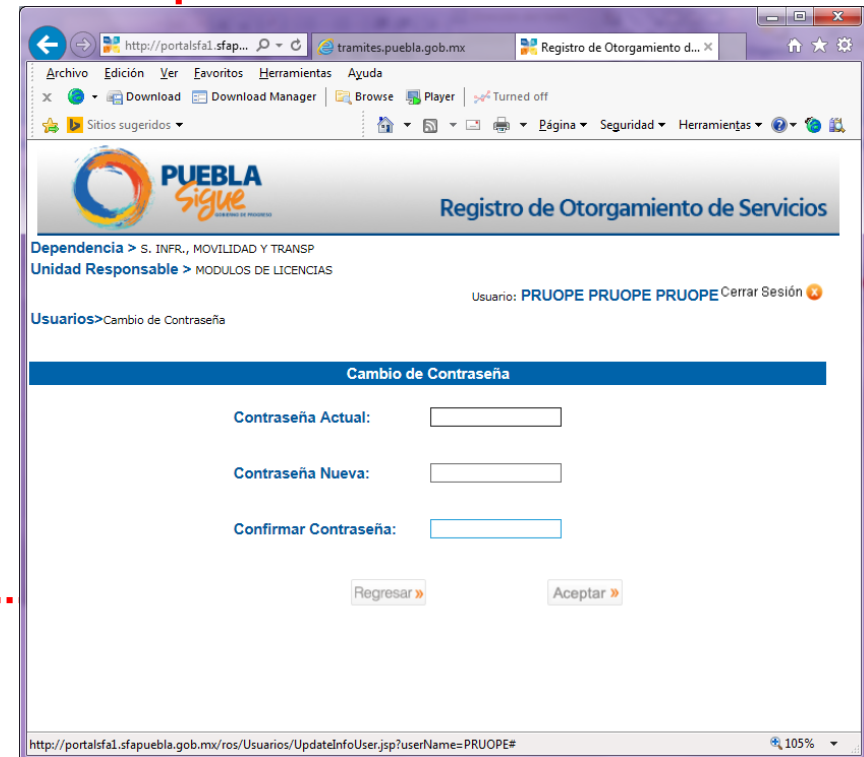 http://portalsfa1.sfap...
tramites.puebla.gob.mx
Registro de Otorgamiento d...
Archivo Edición Ver Favoritos Herramientas Ayuda
x Download Download Manager Browse Player Turned off
Sitios sugeridos Página Seguridad Herramientas
PUEBLA
Sigue
Registro de Otorgamiento de Servicios
Dependencia > S. INFR., MOVILIDAD Y TRANSP
Unidad Responsable > MODULOS DE LICENCIAS
Usuario: PRUOPE PRUOPE PRUOPE Cerrar Sesión
Usuarios>Cambio de Contraseña
Cambio de Contraseña
Contraseña Actual:
Contraseña Nueva:
Confirmar Contraseña:
Regresar » Aceptar »
http://portalsfa1.sfapuebla.gob.mx/ros/Usuarios/UpdateInfoUser.jsp?userName=PRUOPE# 105%